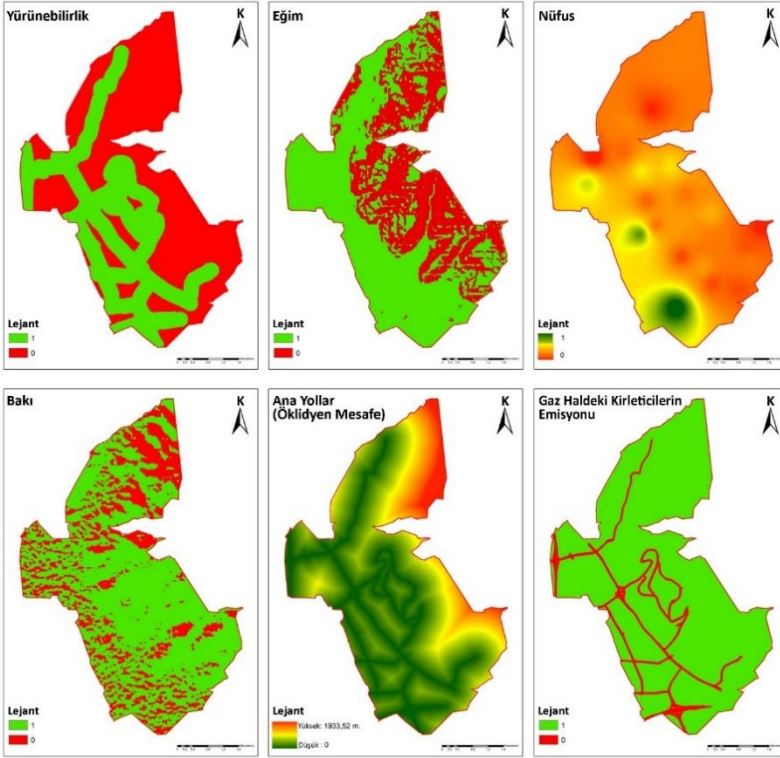 Yürünebilirlik
K
Lejant
1
0
Eğim
K
Lejant
1
0
Nüfus
K
Lejant
1
0
Bakı
K
Lejant
1
0
Ana Yollar
(Öklidyen Mesafe)
K
Lejant
Yüksek: 1933,52 m.
Düşük : 0
Gaz Haldeki Kirleticilerin
Emisyonu
K
Lejant
1
0